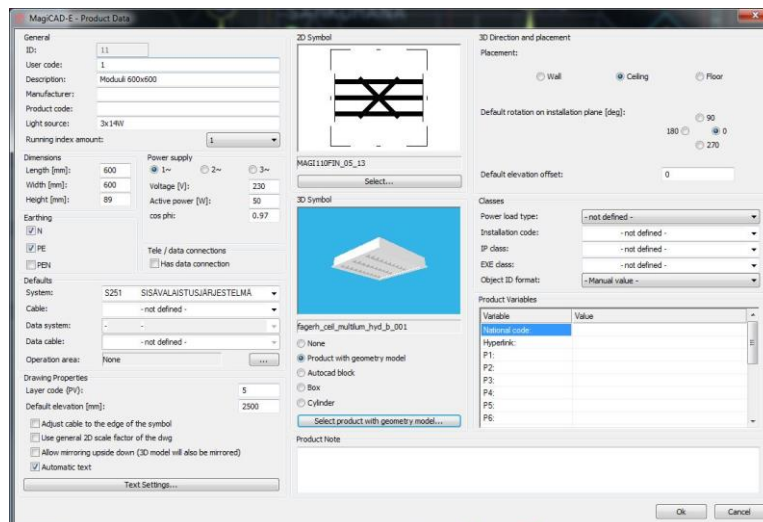 MagiCAD-E - Product Data
General
ID: 11
User code: 1
Description: Moduuli 600x600
Manufacturer:
Product code:
Light source: 3x14W
Running index amount: 1
Dimensions
Length [mm]: 600
Width [mm]: 600
Height [mm]: 89
Power supply
1~ 2~ 3~
Voltage [V]: 230
Active power [W]: 50
cos phi: 0.97
Earthing
N
PE
PEN
Tele / data connections
Has data connection
Defaults
System: S251 SISÄVALAISTUSJÄRJESTELMÄ
Cable: - not defined -
Data system: - -
Data cable: - not defined -
Operation area: None ...
Drawing Properties
Layer code {PV}: 5
Default elevation [mm]: 2500
Adjust cable to the edge of the symbol
Use general 2D scale factor of the dwg
Allow mirroring upside down (3D model will also be mirrored)
Automatic text
Text Settings...
2D Symbol
MAGI110FIN_05_13
Select...
3D Symbol
fagerh_ceil_multilum_hyd_b_001
None
Product with geometry model
Autocad block
Box
Cylinder
Select product with geometry model...
3D Direction and placement
Placement:
Wall Ceiling Floor
Default rotation on installation plane [deg]:
90
180 0
270
Default elevation offset: 0
Classes
Power load type: - not defined -
Installation code: - not defined -
IP class: - not defined -
EXE class: - not defined -
Object ID format: - Manual value -
Product Variables
Variable Value
National code:
Hyperlink:
P1:
P2:
P3:
P4:
P5:
P6:
Product Note
Ok Cancel